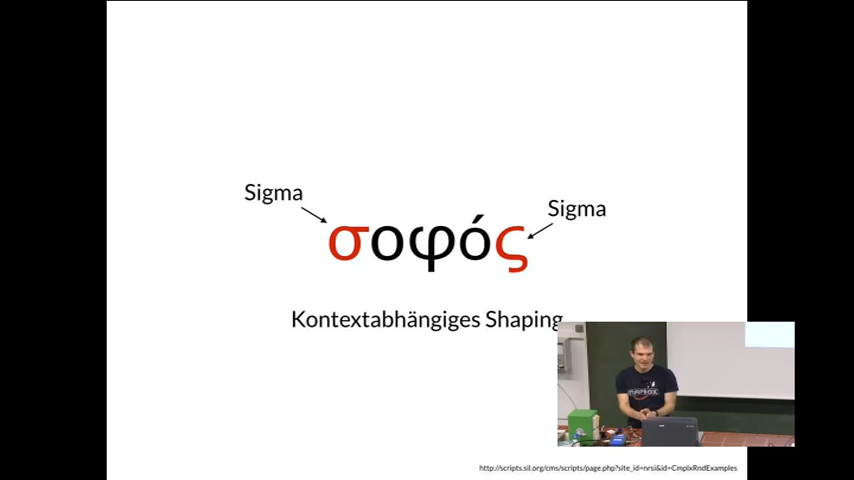 Sigma
Sigma
σοφός
Kontextabhängiges Shaping
http://scripts.sil.org/cms/scripts/page.php?site_id=nrsi&id=CmplxRndExamples